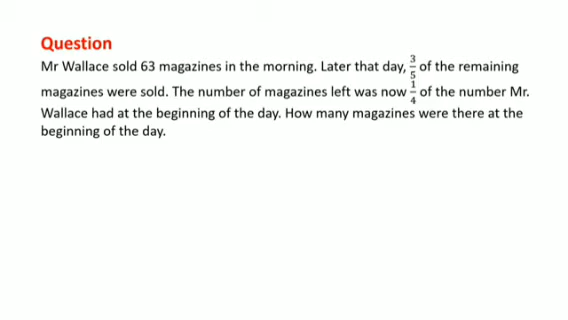 Question
Mr Wallace sold 63 magazines in the morning. Later that day, 3/5 of the remaining
magazines were sold. The number of magazines left was now 1/4 of the number Mr.
Wallace had at the beginning of the day. How many magazines were there at the
beginning of the day.